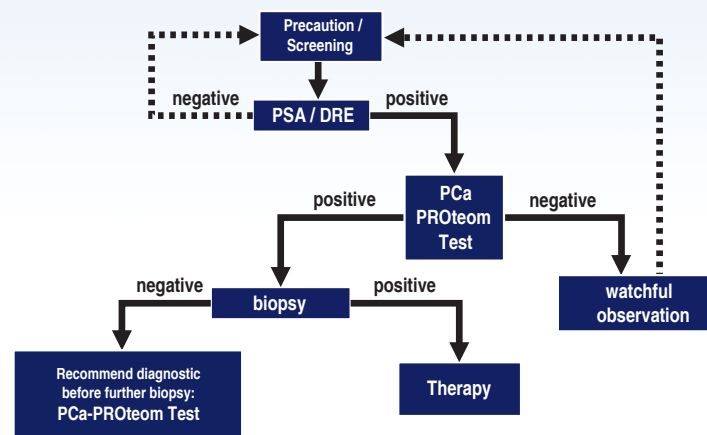 Precaution /
Screening
negative
positive
PSA / DRE
positive
PCa
PROteom
Test
negative
negative
biopsy
positive
watchful
observation
Recommend diagnostic
before further biopsy:
PCa-PROteom Test
Therapy